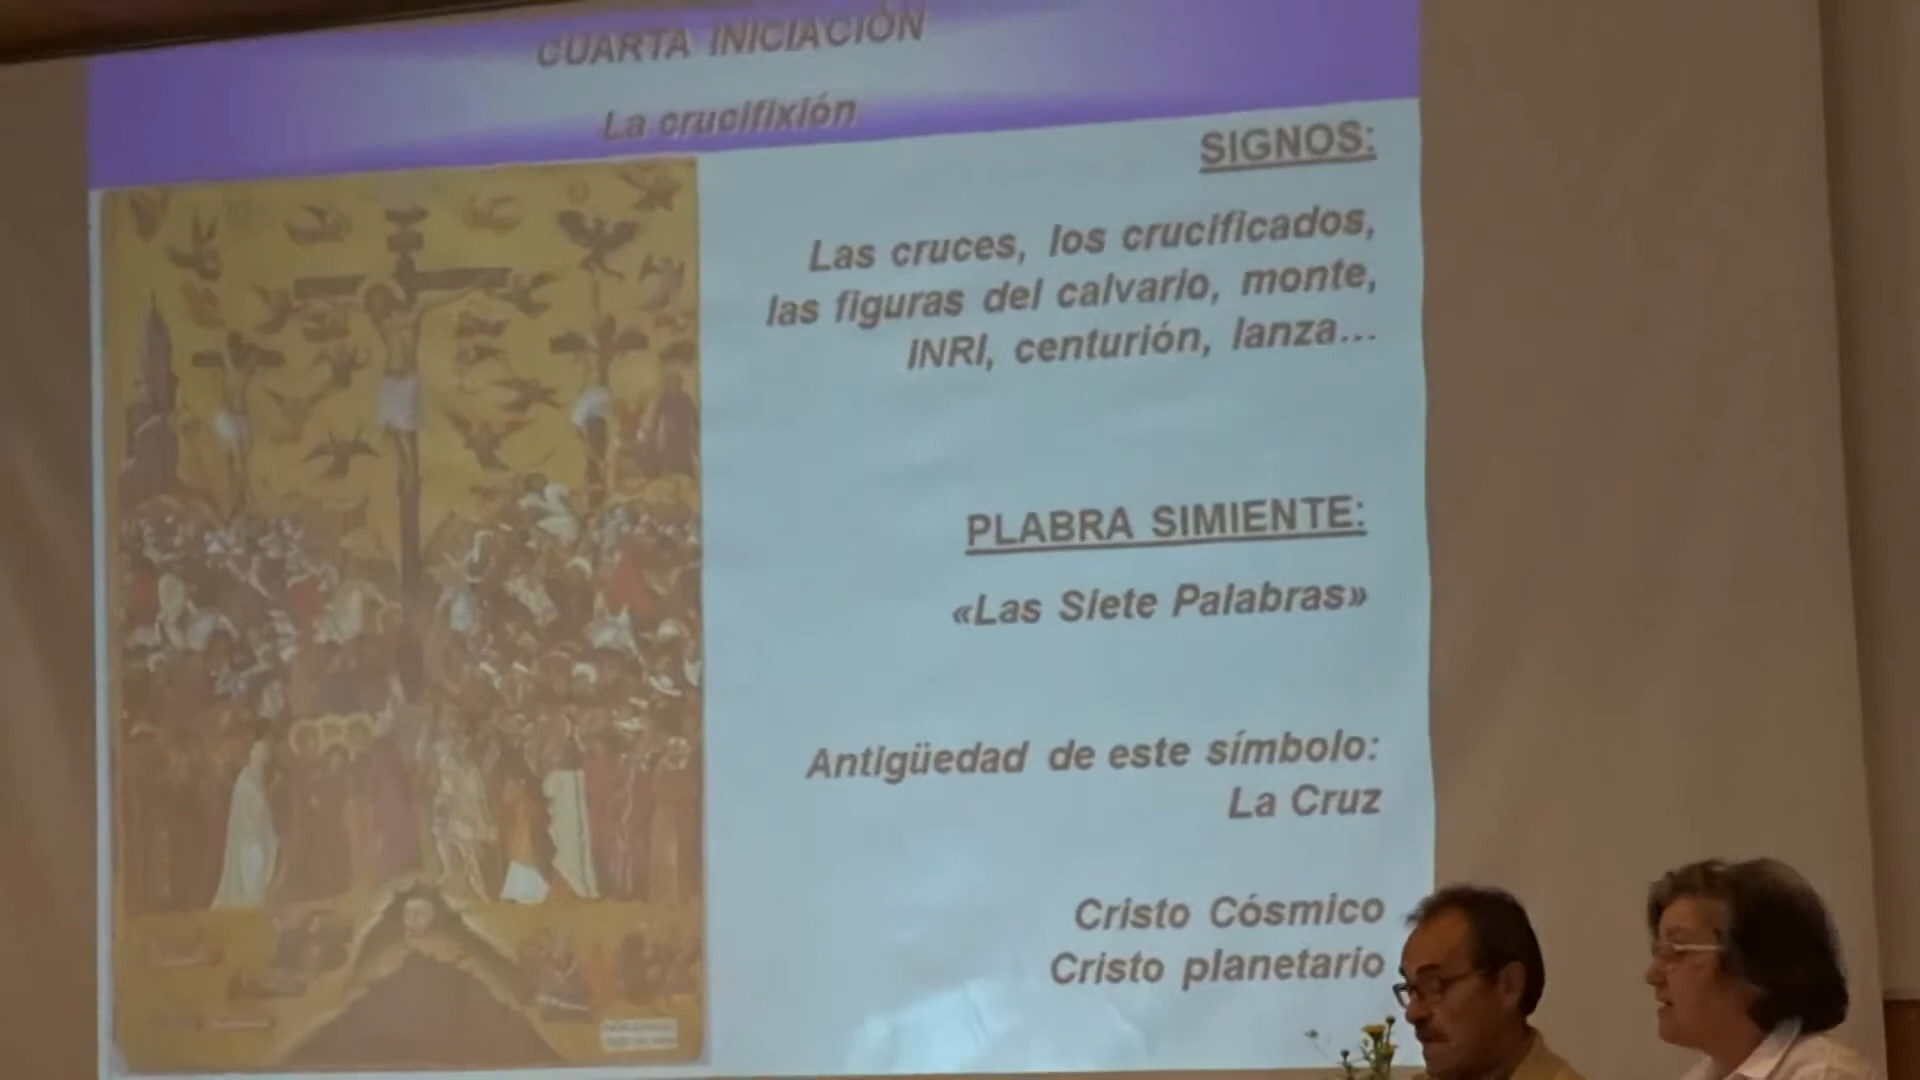 CUARTA INICIACIÓN
La crucifixión
SIGNOS:
Las cruces, los crucificados,
las figuras del calvario, monte,
INRI, centurión, lanza...
PLABRA SIMIENTE:
«Las Siete Palabras»
Antigüedad de este símbolo:
La Cruz
Cristo Cósmico
Cristo planetario